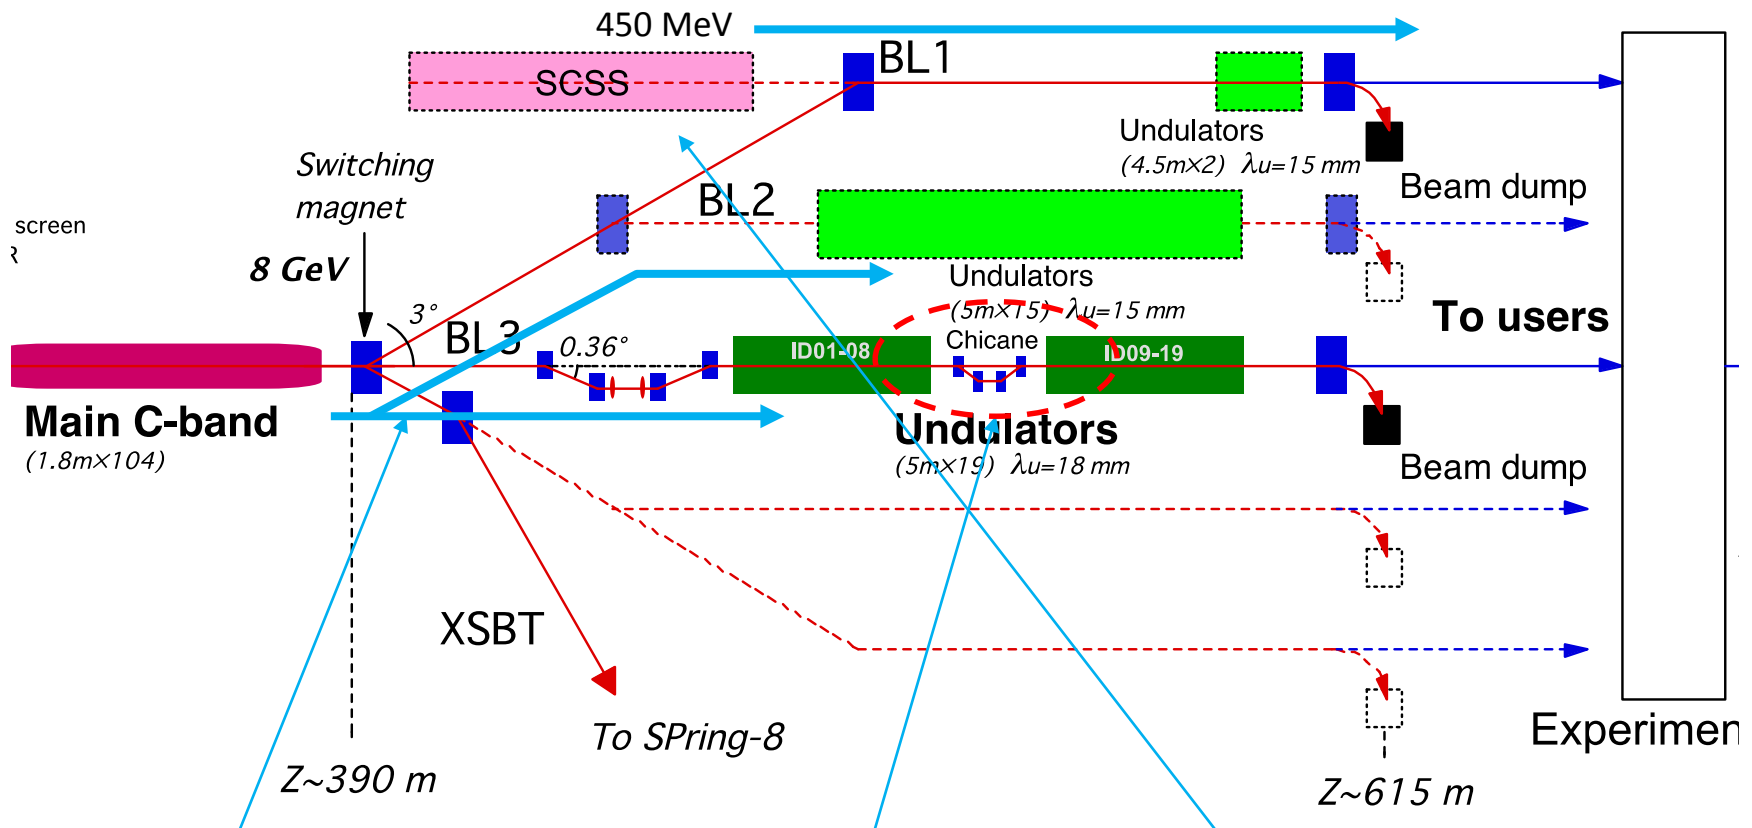 450 MeV
BL1
SCSS
Undulators
(4.5m×2) λu=15 mm
Switching
magnet
BL2
Beam dump
screen
8 GeV
Undulators
(5m×15) λu=15 mm
3°
BL3
0.36°
Chicane
To users
ID01-08
ID09-19
Main C-band
(1.8m×104)
Undulators
(5m×19) λu=18 mm
Beam dump
XSBT
To SPring-8
Experimen
Z~390 m
Z~615 m